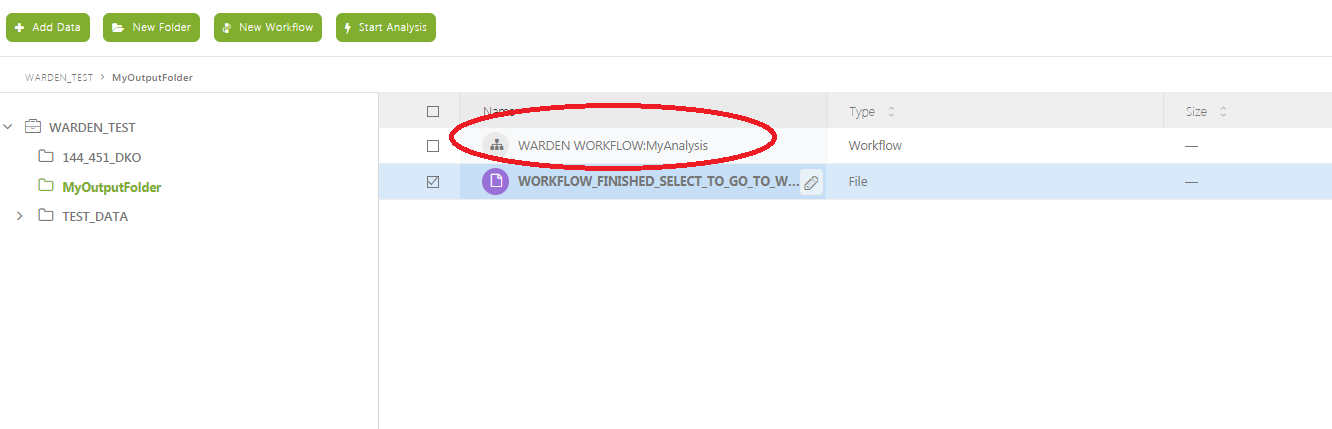 Add Data New Folder New Workflow Start Analysis
WARDEN_TEST > MyOutputFolder
Name Type Size
WARDEN_TEST
144_451_DKO
MyOutputFolder
TEST_DATA
WARDEN WORKFLOW:MyAnalysis Workflow —
WORKFLOW_FINISHED_SELECT_TO_GO_TO_W... File —